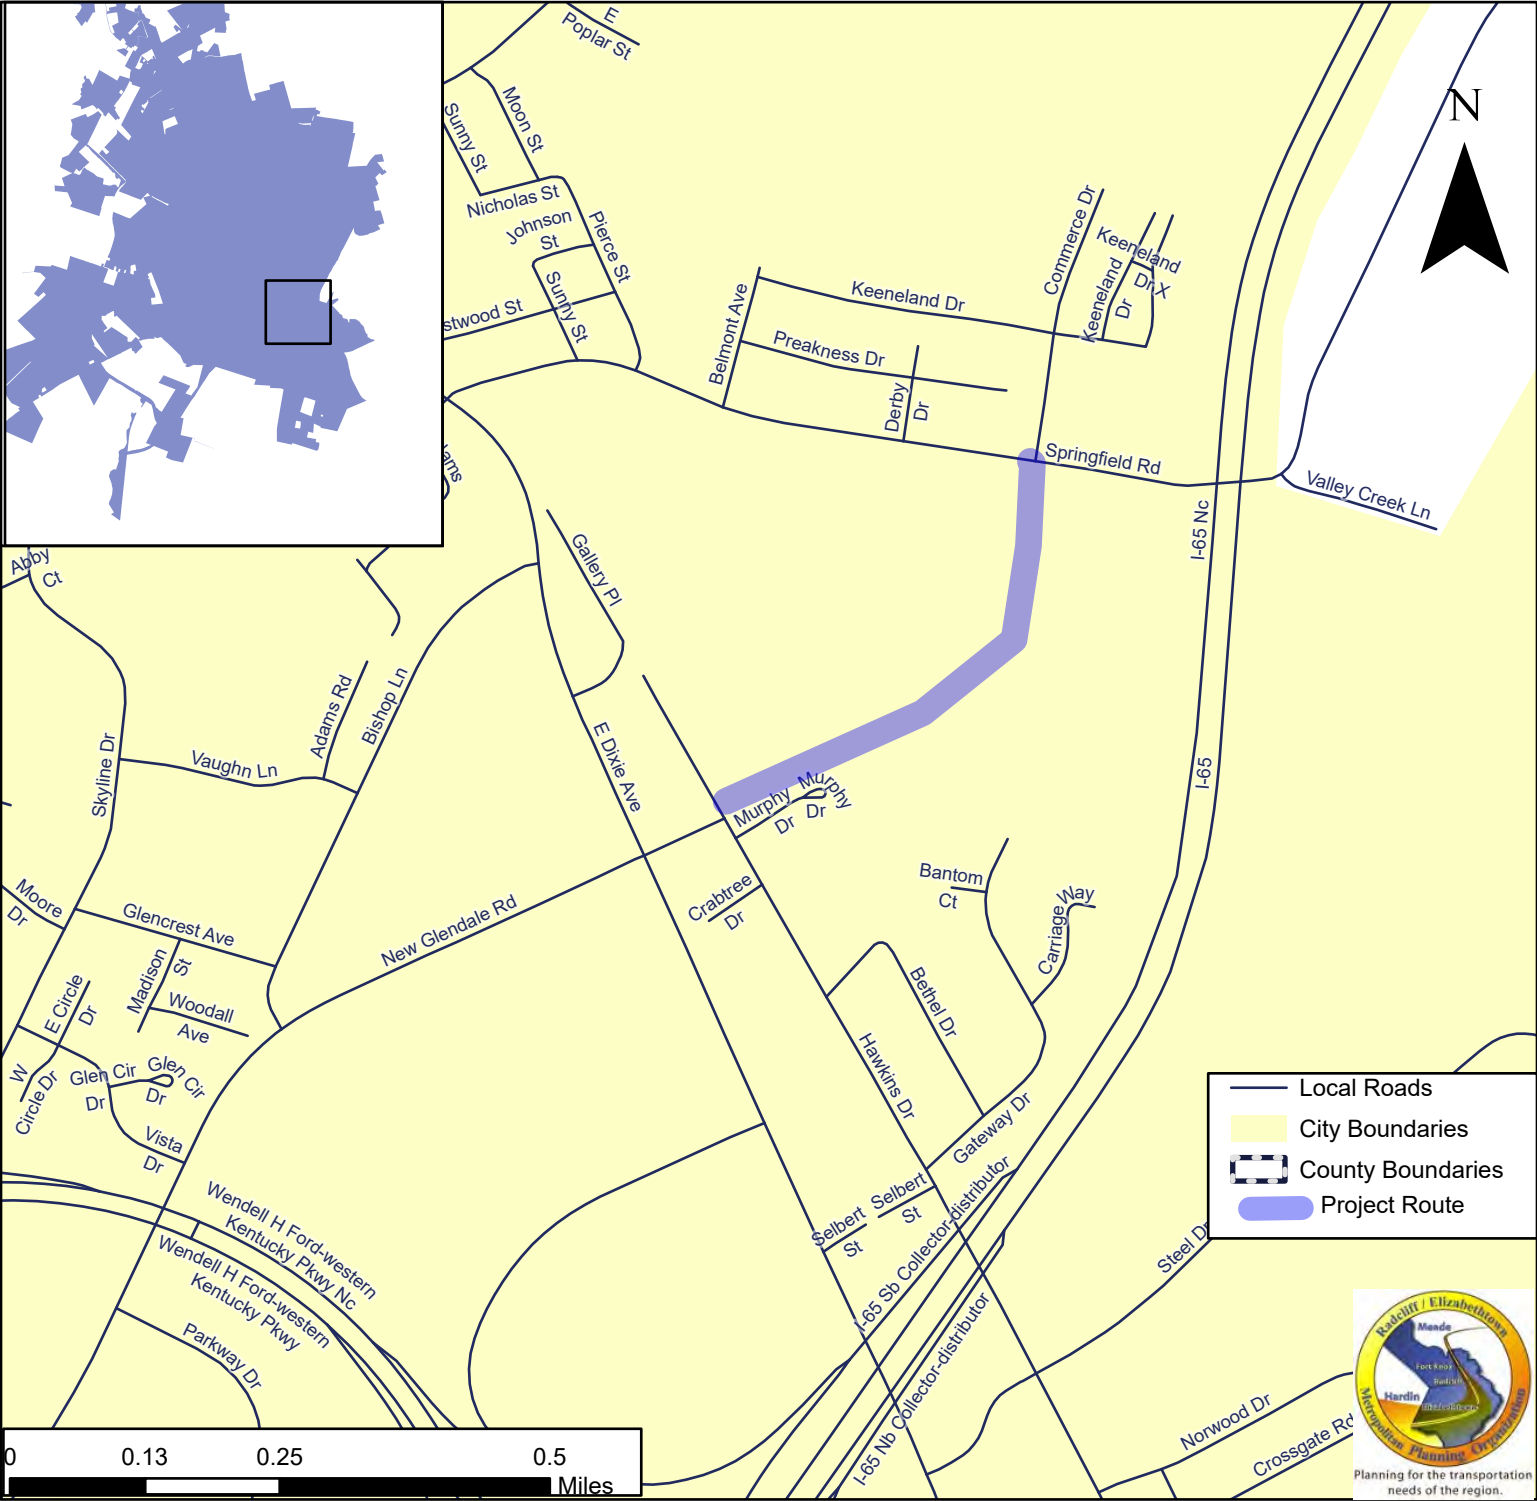 E
Poplar St
Moon St
Sunny St
Nicholas St
Johnson
St
Pierce St
Sunny St
stwood St
N
Commerce Dr
Keeneland
Dr X
Keeneland
Dr
Keeneland Dr
Belmont Ave
Preakness Dr
Derby
Dr
Springfield Rd
Valley Creek Ln
ams
I-65 Nc
Gallery Pl
Abby
Ct
Adams Rd
Bishop Ln
E Dixie Ave
Vaughn Ln
Skyline Dr
I-65
Murphy
Dr
Murphy
Dr
Crabtree
Dr
Bantom
Ct
Carriage Way
Moore
Dr
Glencrest Ave
New Glendale Rd
Madison
St
E Circle
Dr
Woodall
Ave
Bethel Dr
Hawkins Dr
W
Circle Dr
Glen Cir
Dr
Glen Cir
Dr
Vista
Dr
Gateway Dr
Selbert
St
Selbert
St
Wendell H Ford-western
Kentucky Pkwy Nc
Wendell H Ford-western
Kentucky Pkwy
Parkway Dr
I-65 Sb Collector-distributor
I-65 Nb Collector-distributor
Steel Dr
Norwood Dr
Crossgate Rd
Local Roads
City Boundaries
County Boundaries
Project Route
0 0.13 0.25 0.5
Miles
Radcliff / Elizabethtown
Meade
Fort Knox
Radcliff
Hardin
Elizabethtown
Metropolitan Planning Organization
Planning for the transportation
needs of the region.